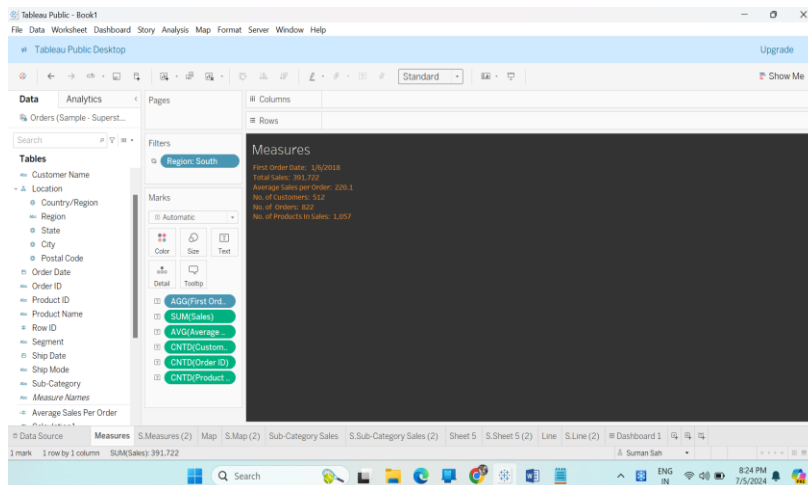 Tableau Public - Book1
File Data Worksheet Dashboard Story Analysis Map Format Server Window Help
Tableau Public Desktop
Upgrade
Standard
Show Me
Data Analytics
Orders (Sample - Superst...
Search
Tables
Customer Name
Location
Country/Region
Region
State
City
Postal Code
Order Date
Order ID
Product ID
Product Name
Row ID
Segment
Ship Date
Ship Mode
Sub-Category
Measure Names
Average Sales Per Order
Pages
Filters
Region: South
Marks
Automatic
Color Size Text
Detail Tooltip
AGG(First Ord..
SUM(Sales)
AVG(Average ..
CNTD(Custom..
CNTD(Order ID)
CNTD(Product ..
Columns
Rows
Measures
First Order Date: 1/6/2018
Total Sales: 391,722
Average Sales per Order: 220.1
No. of Customers: 512
No. of Orders: 822
No. of Products in Sales: 1,057
Data Source Measures S.Measures (2) Map S.Map (2) Sub-Category Sales S.Sub-Category Sales (2) Sheet 5 S.Sheet 5 (2) Line S.Line (2) Dashboard 1
1 mark 1 row by 1 column SUM(Sales): 391,722
Suman Sah
Search
ENG
IN
8:24 PM
7/5/2024